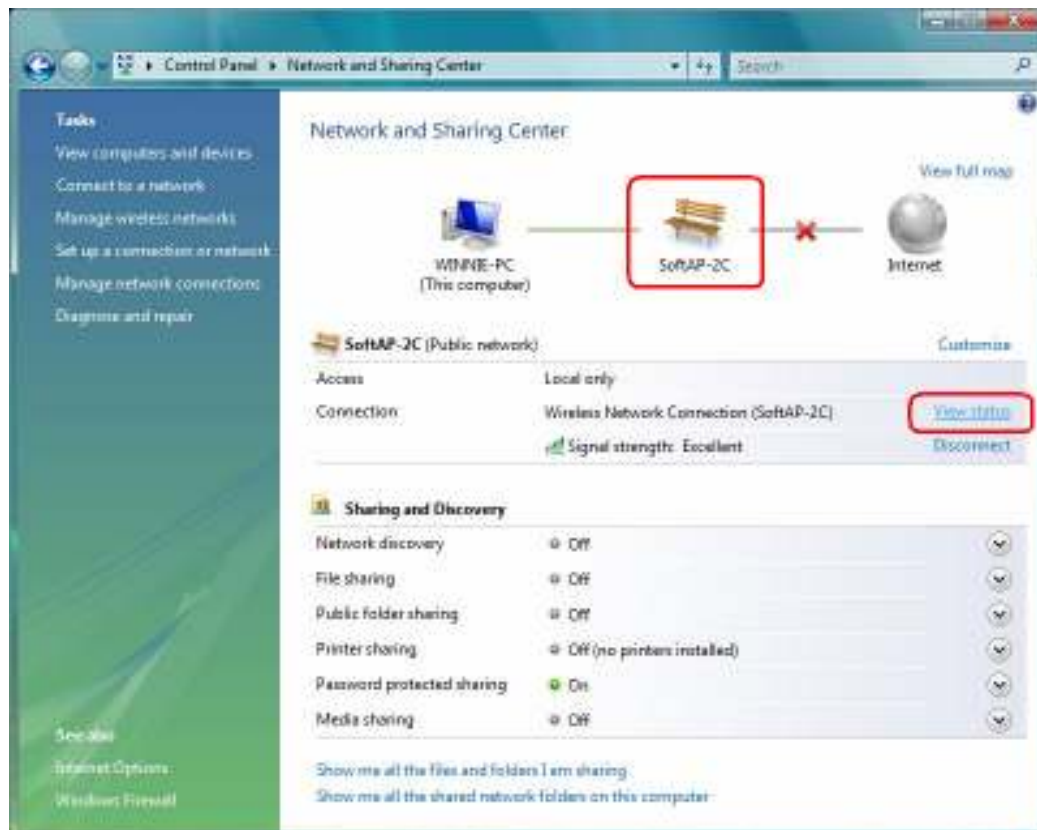 Control Panel ▸ Network and Sharing Center
Search
Tasks
View computers and devices
Connect to a network
Manage wireless networks
Set up a connection or network
Manage network connections
Diagnose and repair
See also
Internet Options
Windows Firewall
Network and Sharing Center
View full map
WINNIE-PC
(This computer)
SoftAP-2C
Internet
SoftAP-2C (Public network)
Customize
Access
Local only
Connection
Wireless Network Connection (SoftAP-2C)
View status
Signal strength: Excellent
Disconnect
Sharing and Discovery
Network discovery
Off
File sharing
Off
Public folder sharing
Off
Printer sharing
Off (no printers installed)
Password protected sharing
On
Media sharing
Off
Show me all the files and folders I am sharing
Show me all the shared network folders on this computer